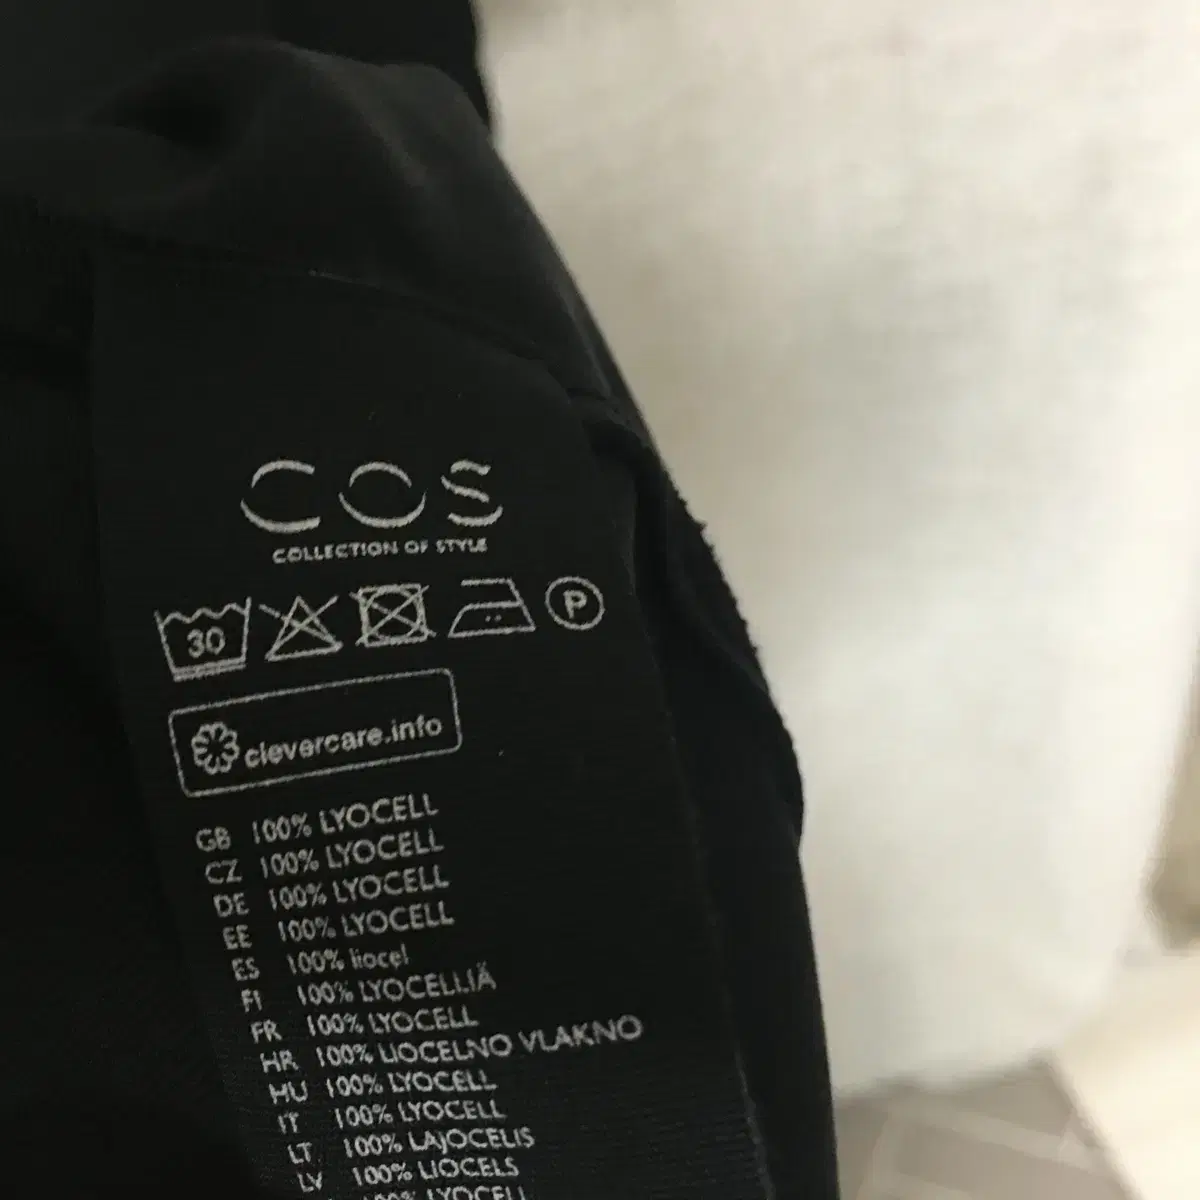 COS
COLLECTION OF STYLE
30 P
clevercare.info
GB 100% LYOCELL
CZ 100% LYOCELL
DE 100% LYOCELL
EE 100% LYOCELL
ES 100% liocel
FI 100% LYOCELLIÄ
FR 100% LYOCELL
HR 100% LIOCELNO VLAKNO
HU 100% LYOCELL
IT 100% LYOCELL
LT 100% LAJOCELIS
LV 100% LIOCELS
100% LYOCELL